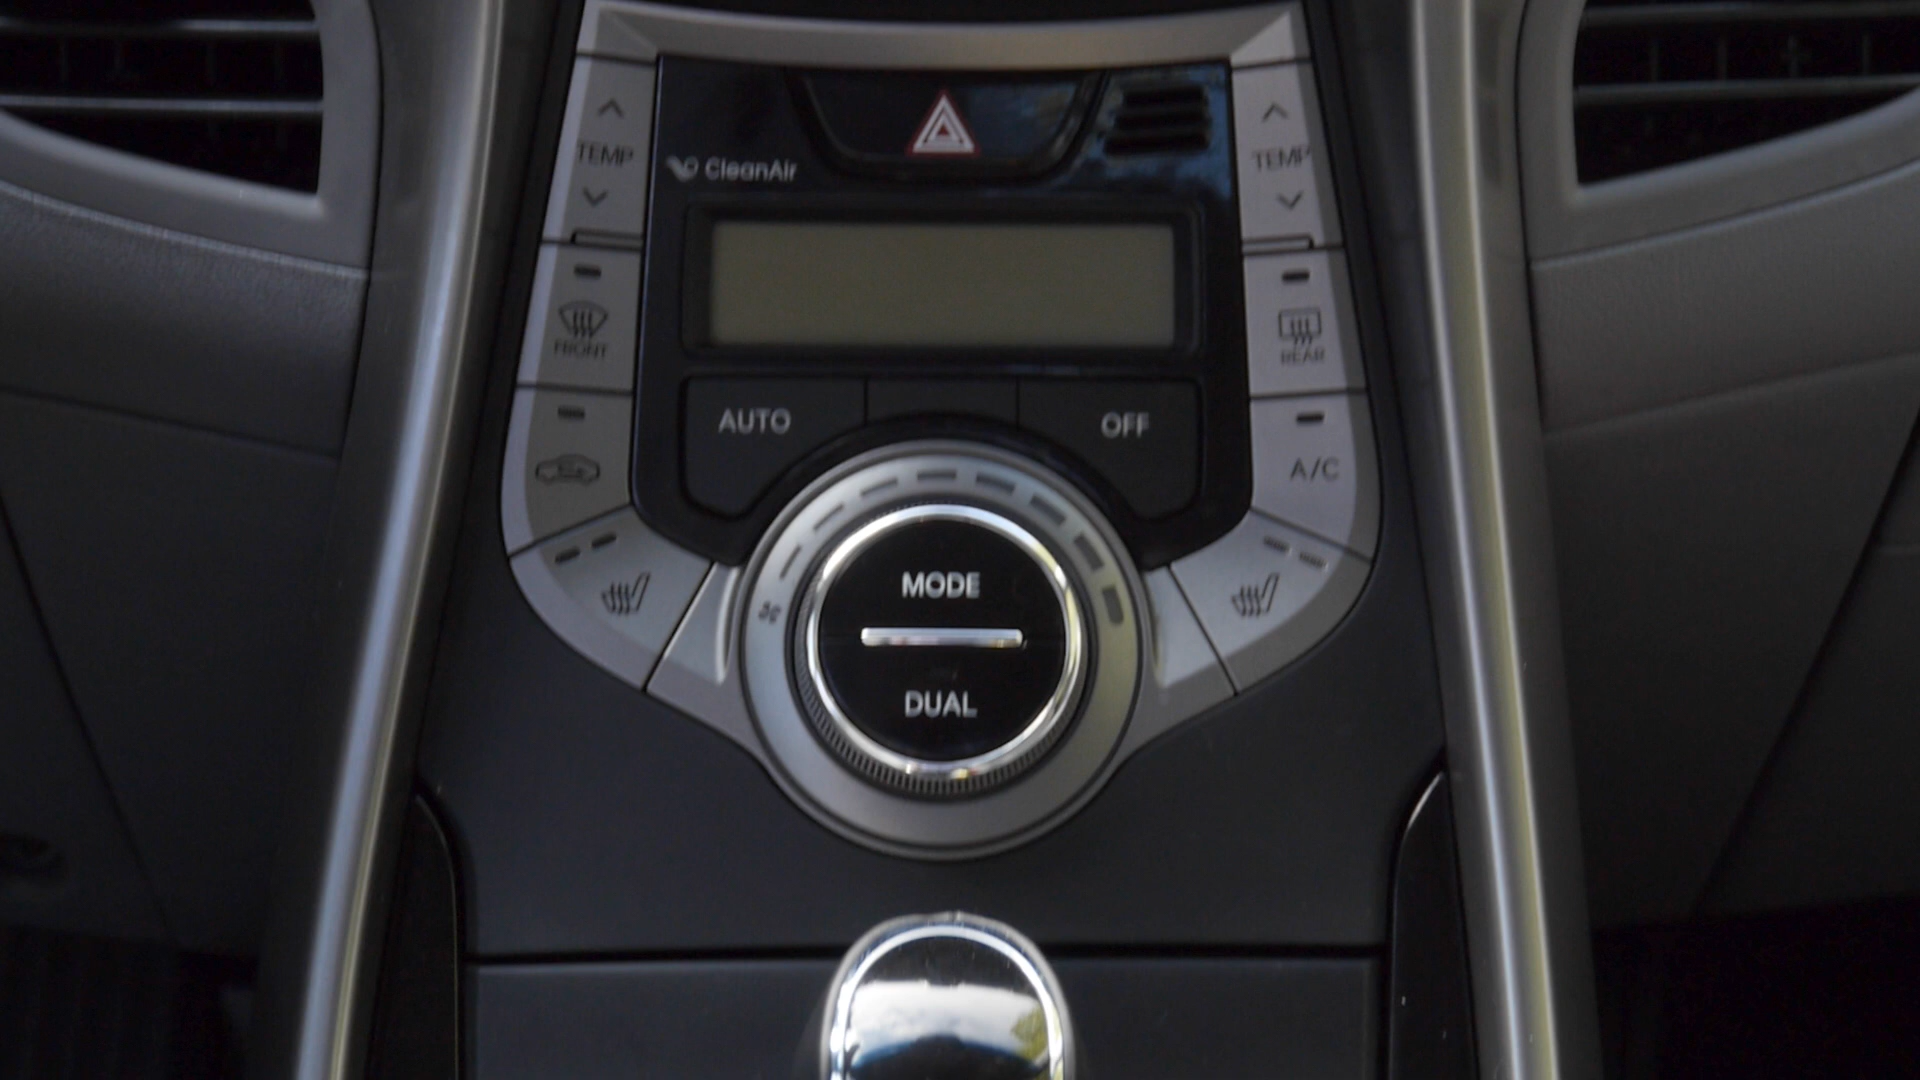 TEMP
TEMP
CleanAir
FRONT
REAR
AUTO
OFF
A/C
MODE
DUAL